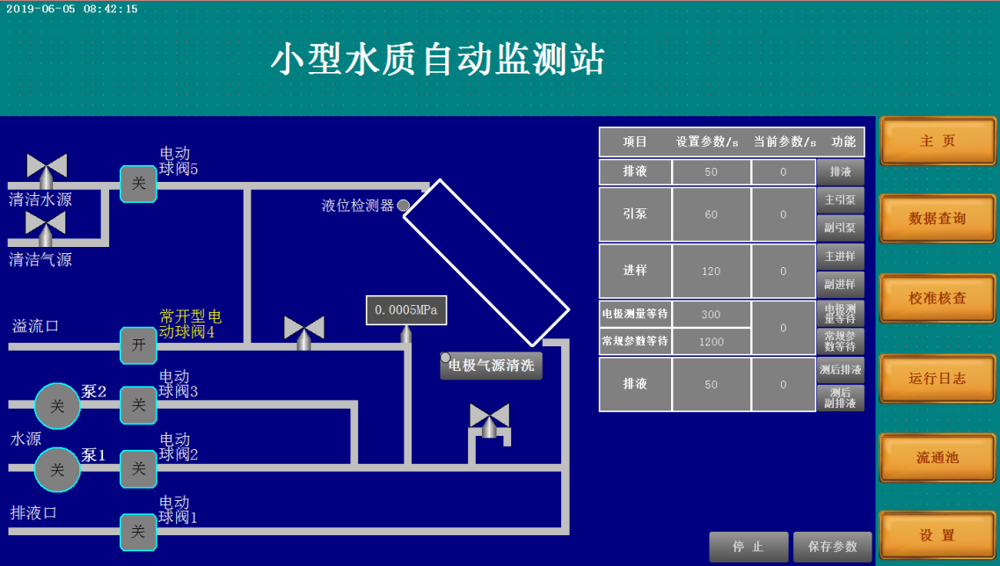 2019-06-05 08:42:15
小型水质自动监测站
电动
球阀5
关
清洁水源
清洁气源
液位检测器
溢流口
常开型电
动球阀4
开
0.0005MPa
电极气源清洗
泵2
关
电动
球阀3
关
水源
泵1
关
电动
球阀2
关
排液口
电动
球阀1
关
项目 设置参数/s 当前参数/s 功能
排液 50 0 排液
引泵 60 0
主引泵
副引泵
进样 120 0
主进样
副进样
电极测量等待 300
电极测
量等待
0
常规参数等待 1200
常规参
数等待
排液 50 0
测后排液
测后
副排液
停 止
保存参数
主 页
数据查询
校准核查
运行日志
流通池
设 置